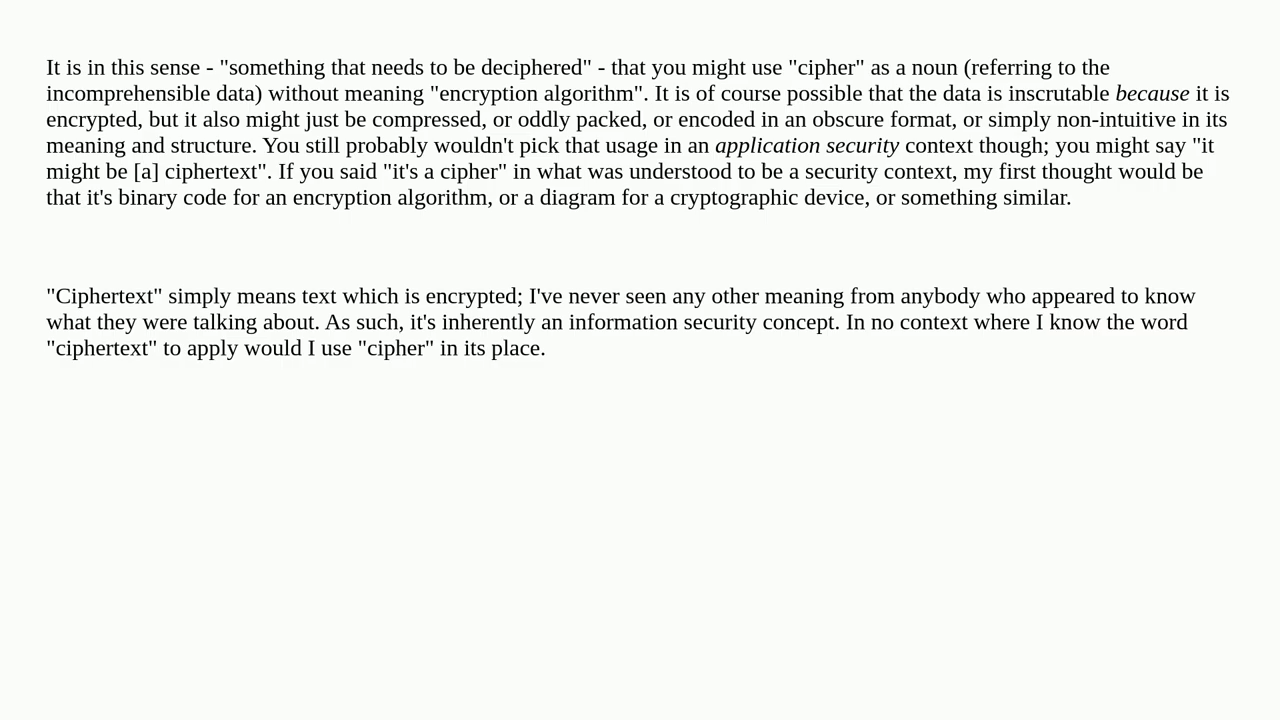 It is in this sense - "something that needs to be deciphered" - that you might use "cipher" as a noun (referring to the
incomprehensible data) without meaning "encryption algorithm". It is of course possible that the data is inscrutable because it is
encrypted, but it also might just be compressed, or oddly packed, or encoded in an obscure format, or simply non-intuitive in its
meaning and structure. You still probably wouldn't pick that usage in an application security context though; you might say "it
might be [a] ciphertext". If you said "it's a cipher" in what was understood to be a security context, my first thought would be
that it's binary code for an encryption algorithm, or a diagram for a cryptographic device, or something similar.
"Ciphertext" simply means text which is encrypted; I've never seen any other meaning from anybody who appeared to know
what they were talking about. As such, it's inherently an information security concept. In no context where I know the word
"ciphertext" to apply would I use "cipher" in its place.